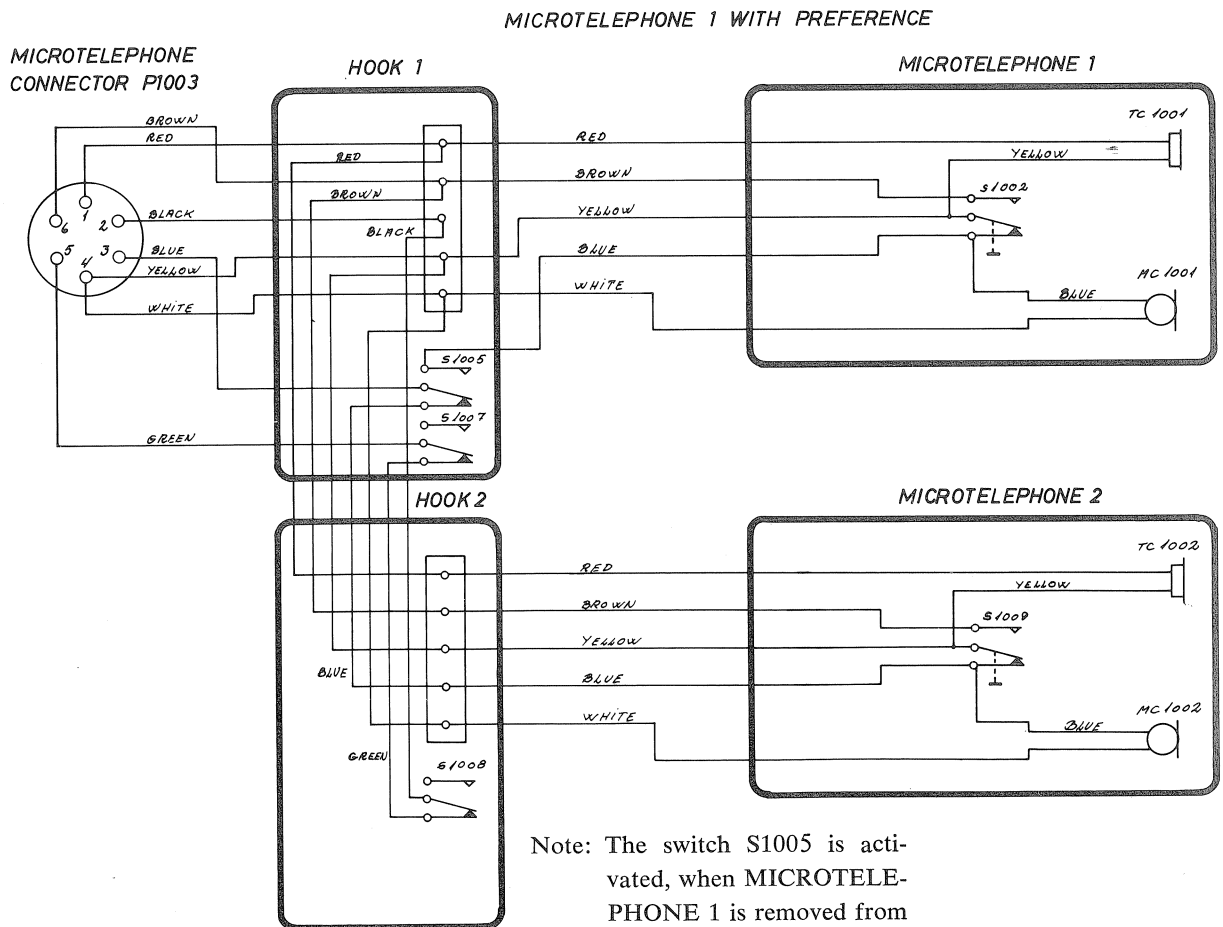 MICROTELEPHONE 1 WITH PREFERENCE
MICROTELEPHONE
CONNECTOR P1003
HOOK 1
MICROTELEPHONE 1
BROWN
RED
RED
BROWN
BLACK
BLACK
BLUE
YELLOW
WHITE
GREEN
1
2
3
4
5
6
S1005
S1007
RED
BROWN
YELLOW
BLUE
WHITE
TC 1001
YELLOW
S1002
MC 1001
BLUE
HOOK 2
MICROTELEPHONE 2
BLUE
GREEN
S1008
RED
BROWN
YELLOW
BLUE
WHITE
TC 1002
YELLOW
S1009
MC 1002
BLUE
Note: The switch S1005 is acti-
vated, when MICROTELE-
PHONE 1 is removed from